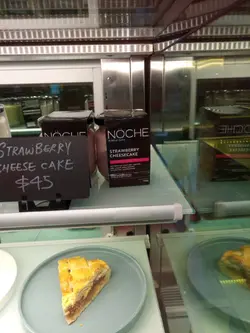 NOCHE
NOCHE
STRAWBERRY
CHEESECAKE
STRAWBERRY
CHEESE CAKE
$45